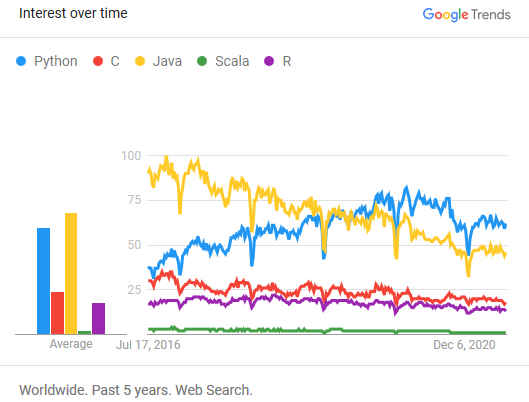 Interest over time
Google Trends
Python C Java Scala R
100
75
50
25
Average
Jul 17, 2016
Dec 6, 2020
Worldwide. Past 5 years. Web Search.